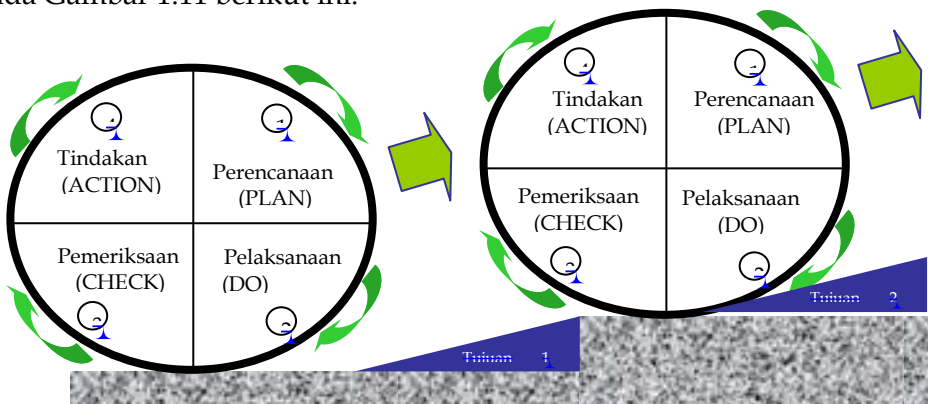 Gambar 1.11 berikut ini.
Tindakan
(ACTION)
Perencanaan
(PLAN)
Pemeriksaan
(CHECK)
Pelaksanaan
(DO)
Tujuan 1
Tindakan
(ACTION)
Perencanaan
(PLAN)
Pemeriksaan
(CHECK)
Pelaksanaan
(DO)
Tujuan 2